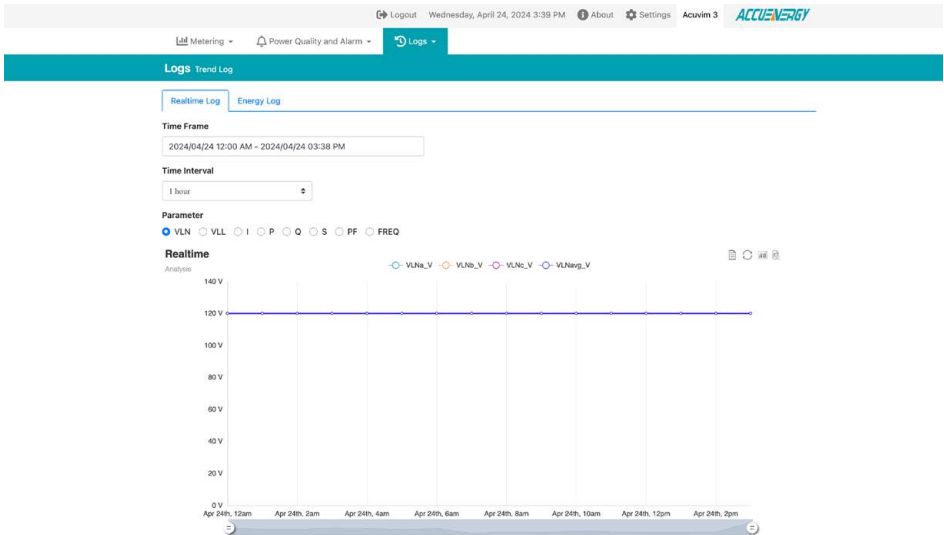 Logout Wednesday, April 24, 2024 3:39 PM About Settings Acuvim 3 ACCUENERGY
Metering Power Quality and Alarm Logs
Logs Trend Log
Realtime Log Energy Log
Time Frame
2024/04/24 12:00 AM - 2024/04/24 03:38 PM
Time Interval
1 hour
Parameter
VLN VLL I P Q S PF FREQ
Realtime
Analysis
VLNa_V VLNb_V VLNc_V VLNavg_V
140 V
120 V
100 V
80 V
60 V
40 V
20 V
0 V
Apr 24th, 12am Apr 24th, 2am Apr 24th, 4am Apr 24th, 6am Apr 24th, 8am Apr 24th, 10am Apr 24th, 12pm Apr 24th, 2pm